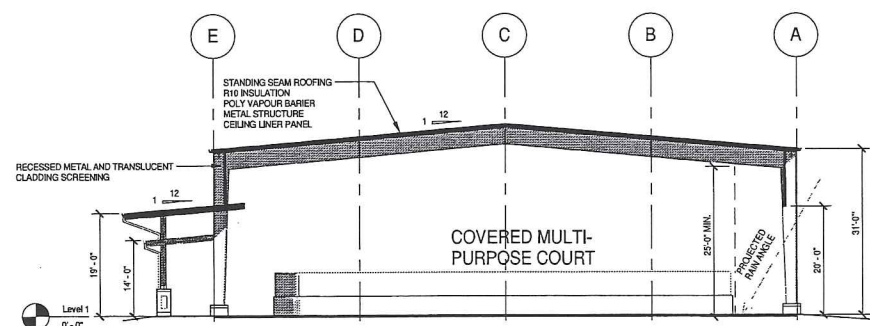 E
D
C
B
A
STANDING SEAM ROOFING
R10 INSULATION
POLY VAPOUR BARIER
METAL STRUCTURE
CEILING LINER PANEL
1 12
RECESSED METAL AND TRANSLUCENT
CLADDING SCREENING
1 12
COVERED MULTI-
PURPOSE COURT
25'-0" MIN.
PROJECTED
RAIN ANGLE
20' - 0"
31'-0"
19' - 0"
14' - 0"
Level 1
0' - 0"